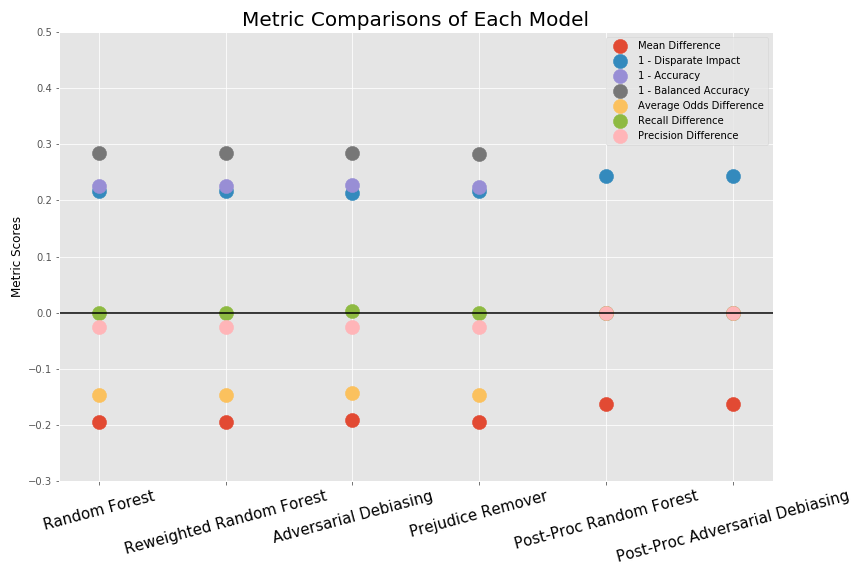 Metric Comparisons of Each Model
Mean Difference
1 - Disparate Impact
1 - Accuracy
1 - Balanced Accuracy
Average Odds Difference
Recall Difference
Precision Difference
Metric Scores
0.5
0.4
0.3
0.2
0.1
0.0
−0.1
−0.2
−0.3
Random Forest
Reweighted Random Forest
Adversarial Debiasing
Prejudice Remover
Post-Proc Random Forest
Post-Proc Adversarial Debiasing